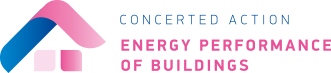 CONCERTED ACTION
ENERGY PERFORMANCE
OF BUILDINGS